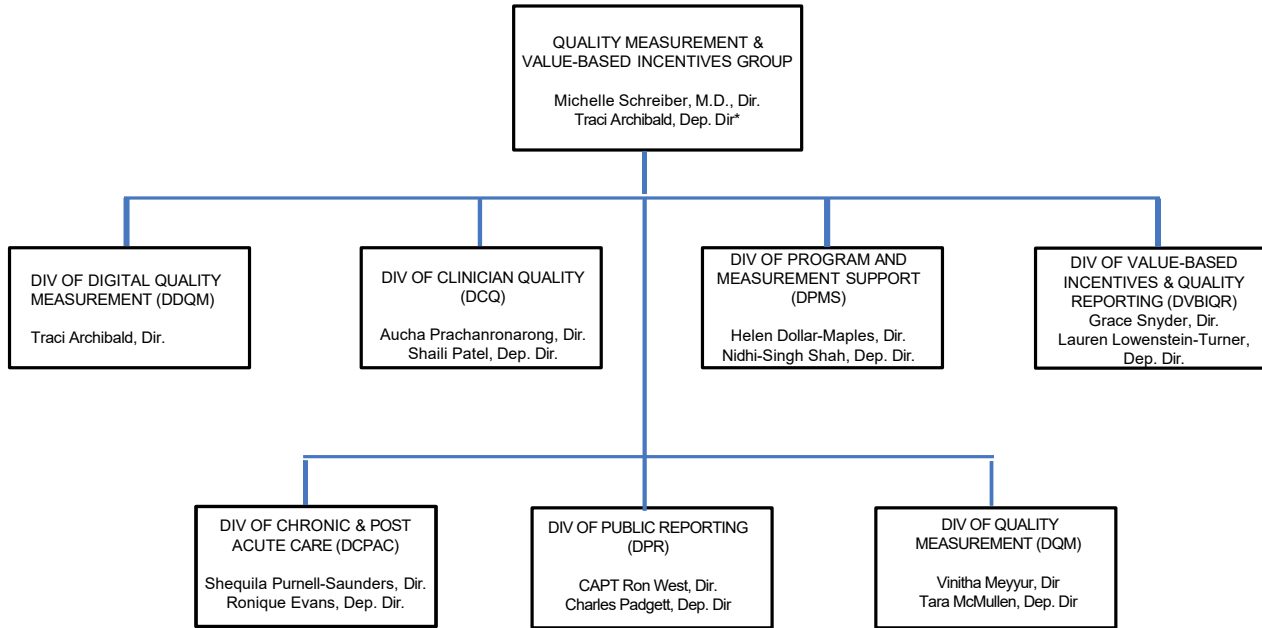 QUALITY MEASUREMENT &
VALUE-BASED INCENTIVES GROUP
Michelle Schreiber, M.D., Dir.
Traci Archibald, Dep. Dir*
DIV OF DIGITAL QUALITY
MEASUREMENT (DDQM)
Traci Archibald, Dir.
DIV OF CLINICIAN QUALITY
(DCQ)
Aucha Prachanronarong, Dir.
Shaili Patel, Dep. Dir.
DIV OF PROGRAM AND
MEASUREMENT SUPPORT
(DPMS)
Helen Dollar-Maples, Dir.
Nidhi-Singh Shah, Dep. Dir.
DIV OF VALUE-BASED
INCENTIVES & QUALITY
REPORTING (DVBIQR)
Grace Snyder, Dir.
Lauren Lowenstein-Turner,
Dep. Dir.
DIV OF CHRONIC & POST
ACUTE CARE (DCPAC)
Shequila Purnell-Saunders, Dir.
Ronique Evans, Dep. Dir.
DIV OF PUBLIC REPORTING
(DPR)
CAPT Ron West, Dir.
Charles Padgett, Dep. Dir
DIV OF QUALITY
MEASUREMENT (DQM)
Vinitha Meyyur, Dir
Tara McMullen, Dep. Dir